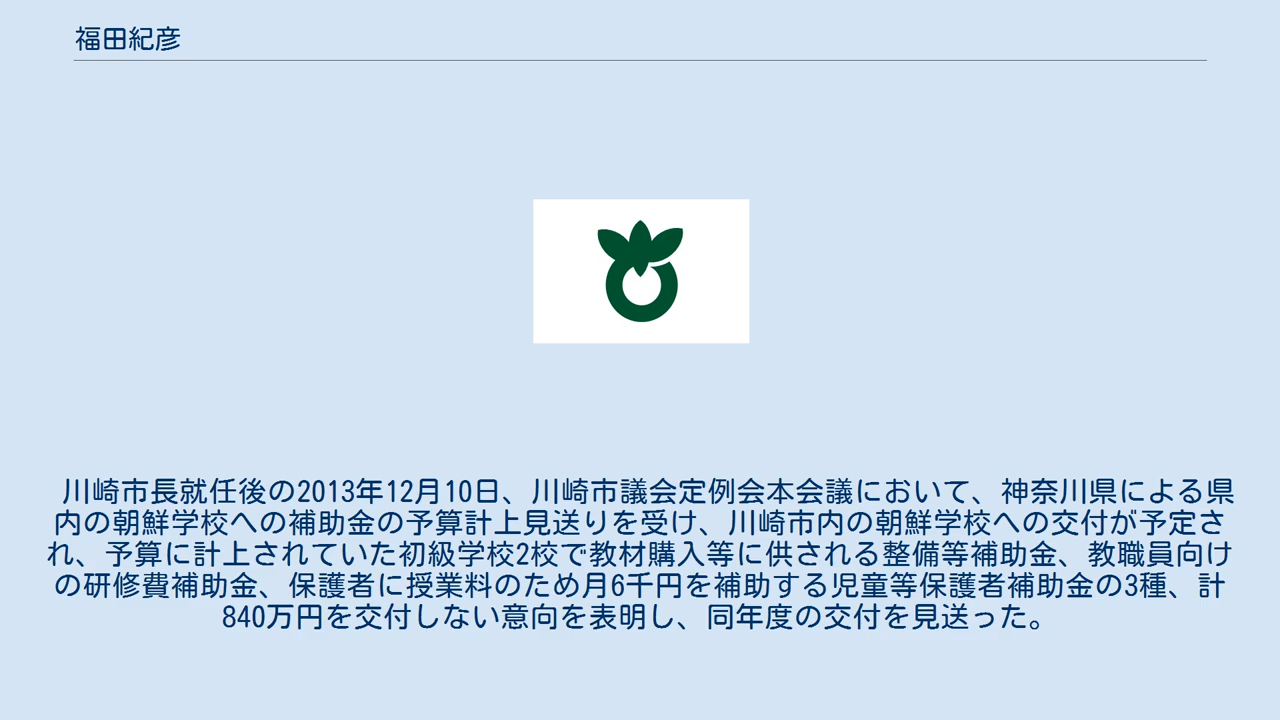 福田紀彦
川崎市長就任後の2013年12月10日、川崎市議会定例会本会議において、神奈川県による県
内の朝鮮学校への補助金の予算計上見送りを受け、川崎市内の朝鮮学校への交付が予定さ
れ、予算に計上されていた初級学校2校で教材購入等に供される整備等補助金、教職員向け
の研修費補助金、保護者に授業料のため月6千円を補助する児童等保護者補助金の3種、計
840万円を交付しない意向を表明し、同年度の交付を見送った。